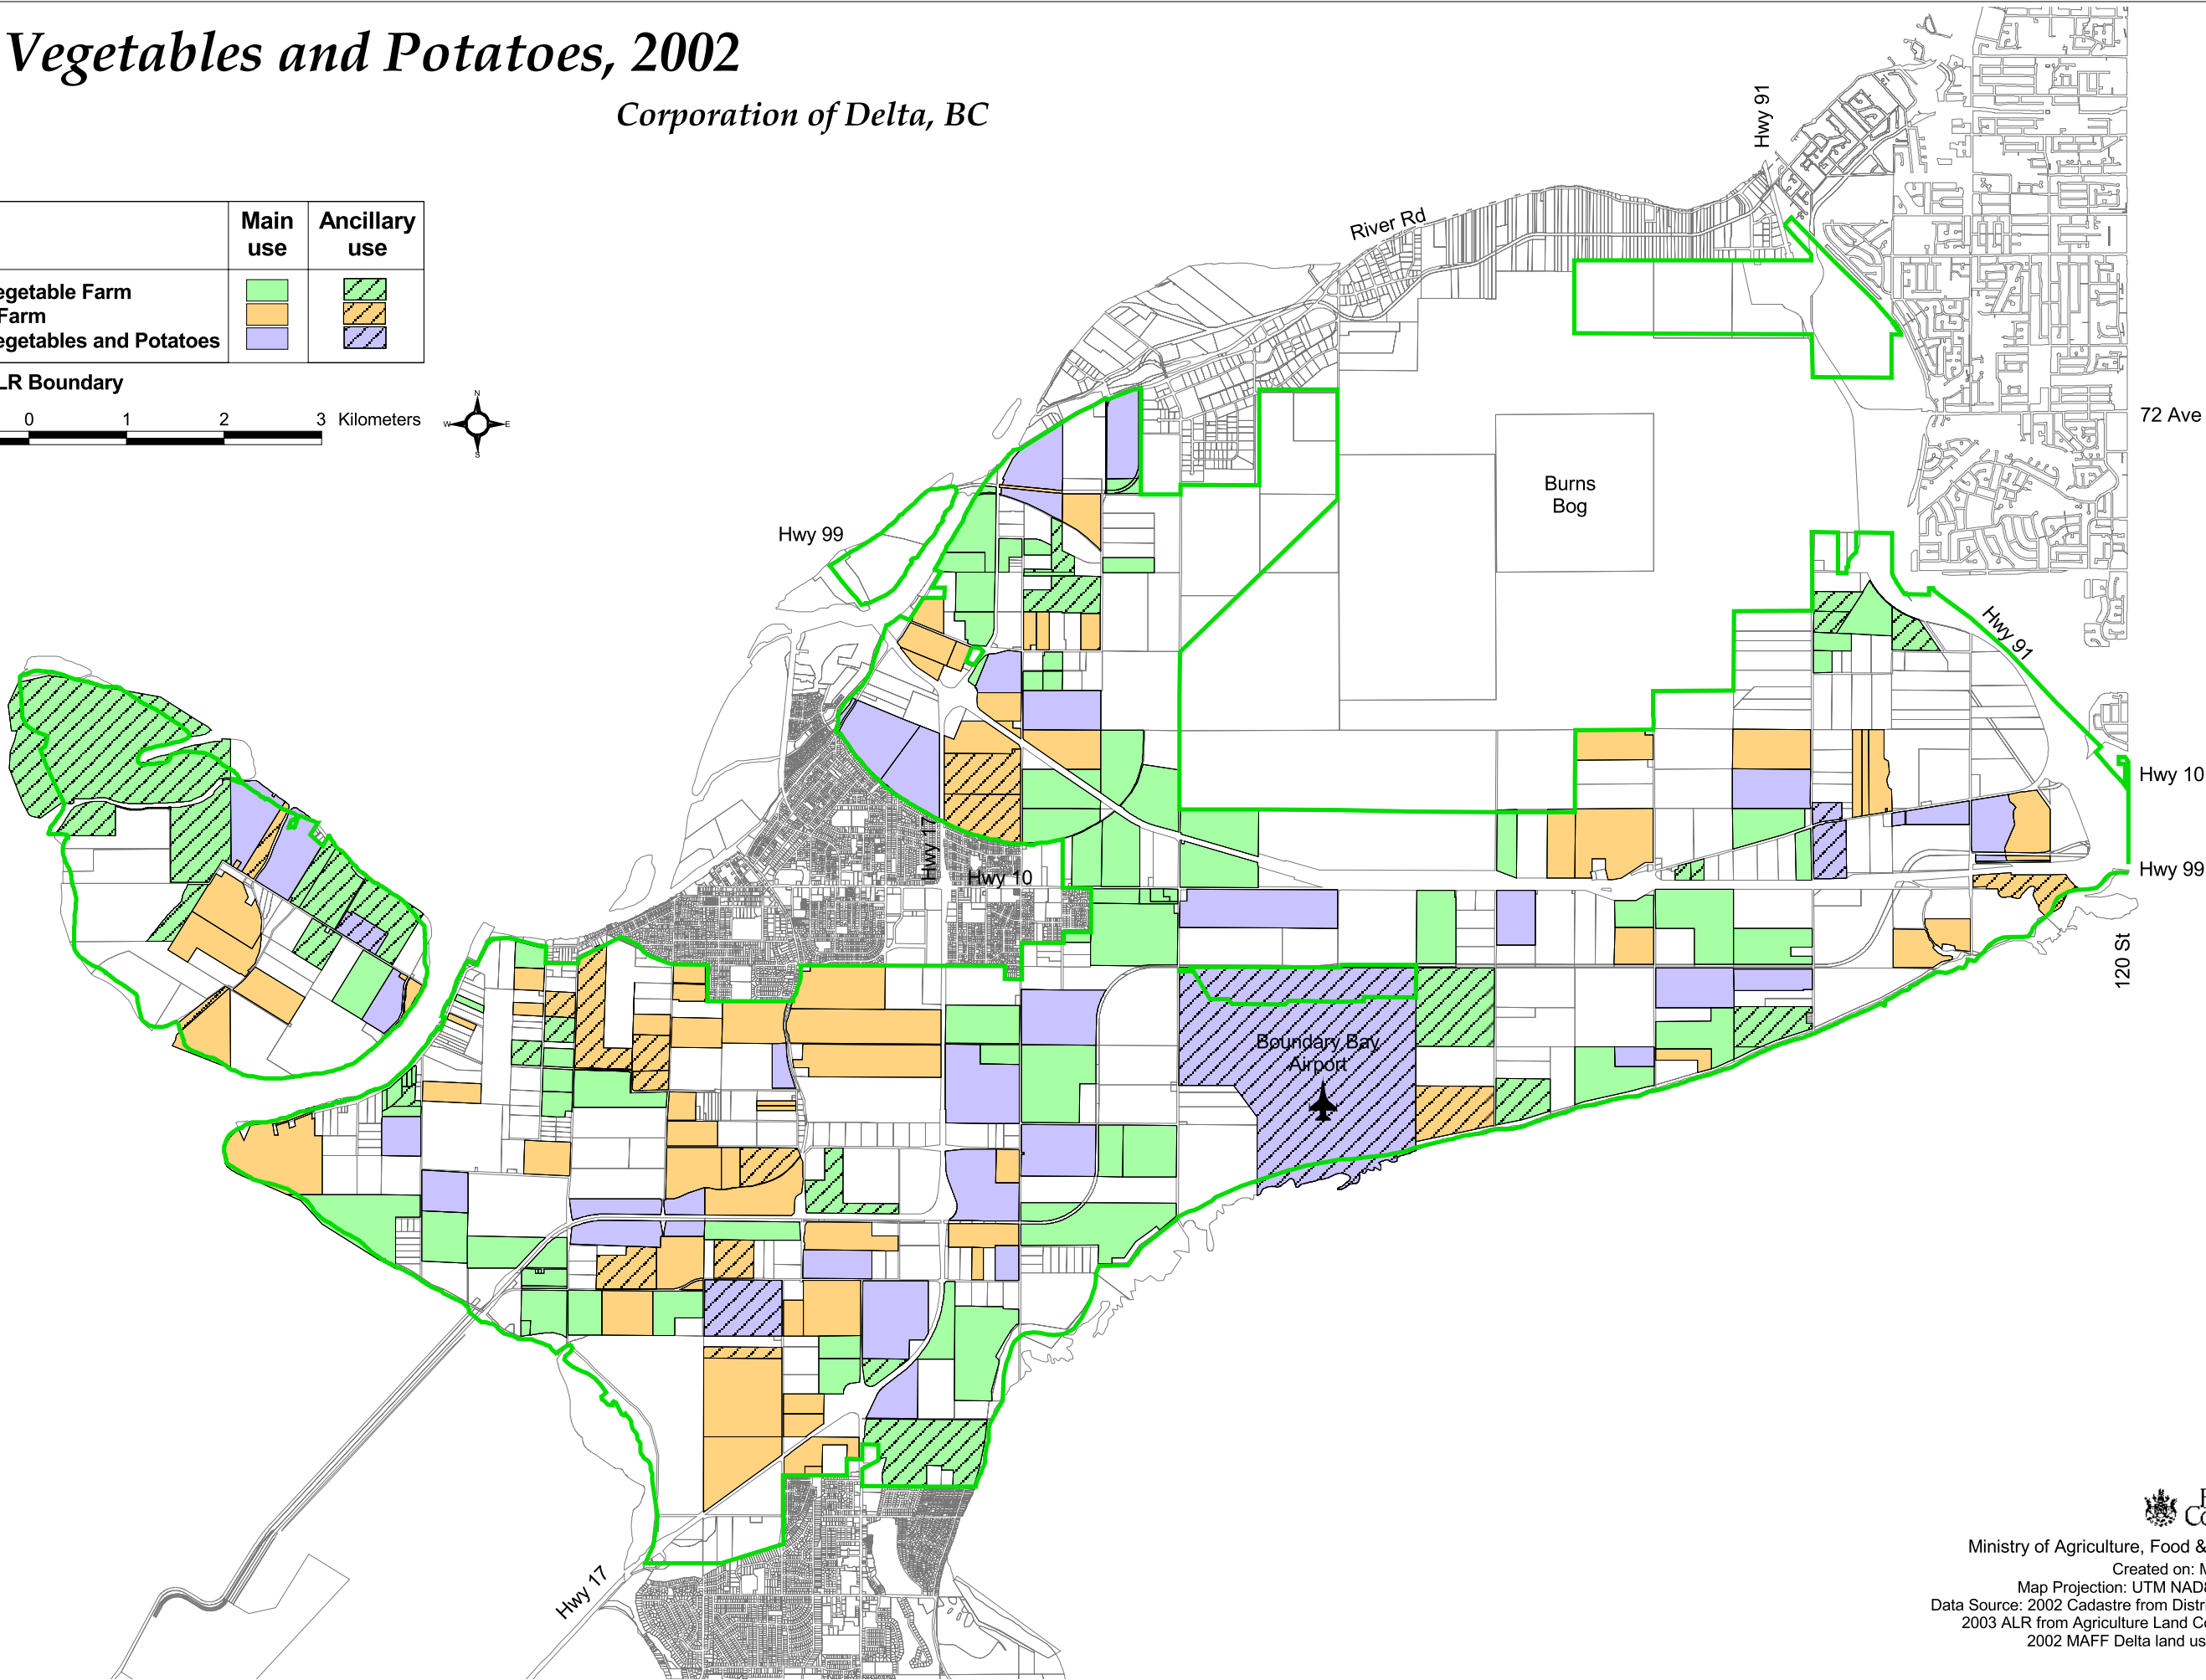 Vegetables and Potatoes, 2002
Corporation of Delta, BC
Main use
Ancillary use
egetable Farm
Farm
egetables and Potatoes
LR Boundary
0 1 2 3 Kilometers
N
W E
S
Hwy 91
River Rd
72 Ave
Burns
Bog
Hwy 99
Hwy 91
Hwy 10
Hwy 17
Hwy 10
Hwy 99
120 St
Boundary Bay
Airport
Hwy 17
Ministry of Agriculture, Food &
Created on: M
Map Projection: UTM NAD8
Data Source: 2002 Cadastre from Distri
2003 ALR from Agriculture Land Co
2002 MAFF Delta land us